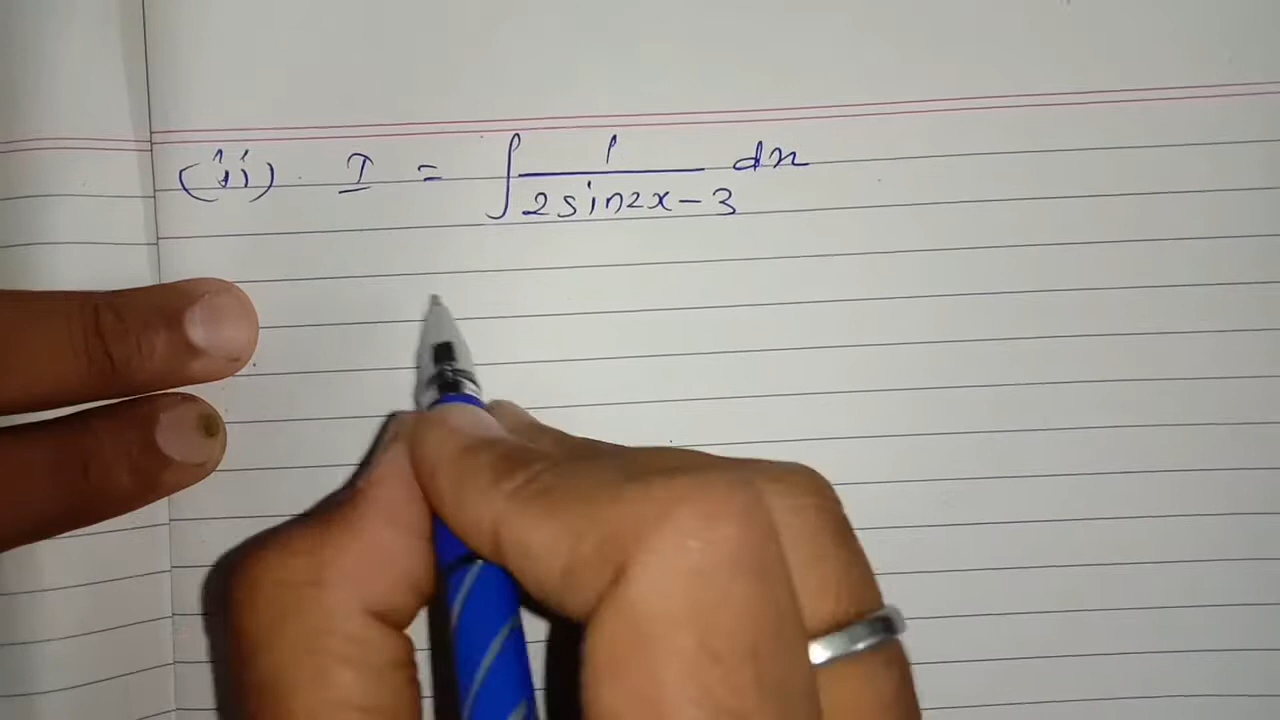 (ii). I = ∫ 1/(2sin2x-3) dx